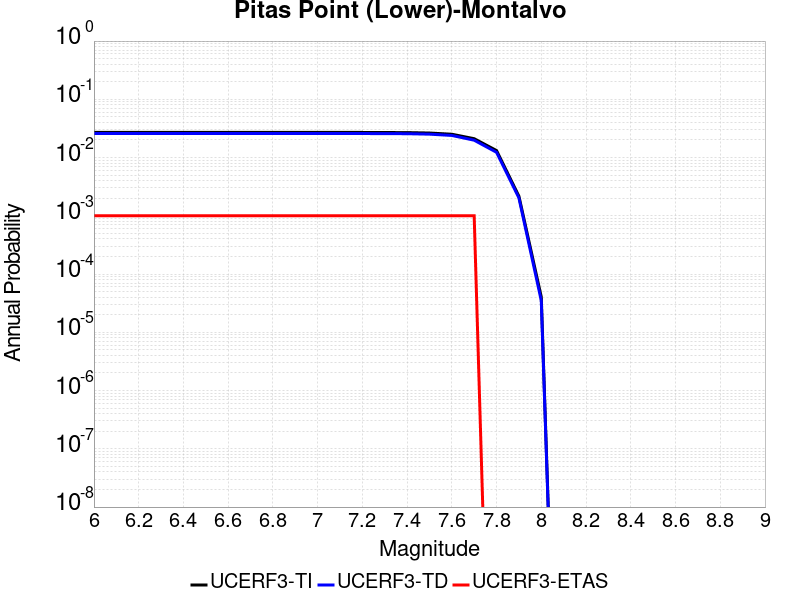 Pitas Point (Lower)-Montalvo
10^0
10^-1
10^-2
10^-3
10^-4
10^-5
10^-6
10^-7
10^-8
Annual Probability
6 6.2 6.4 6.6 6.8 7 7.2 7.4 7.6 7.8 8 8.2 8.4 8.6 8.8 9
Magnitude
UCERF3-TI UCERF3-TD UCERF3-ETAS